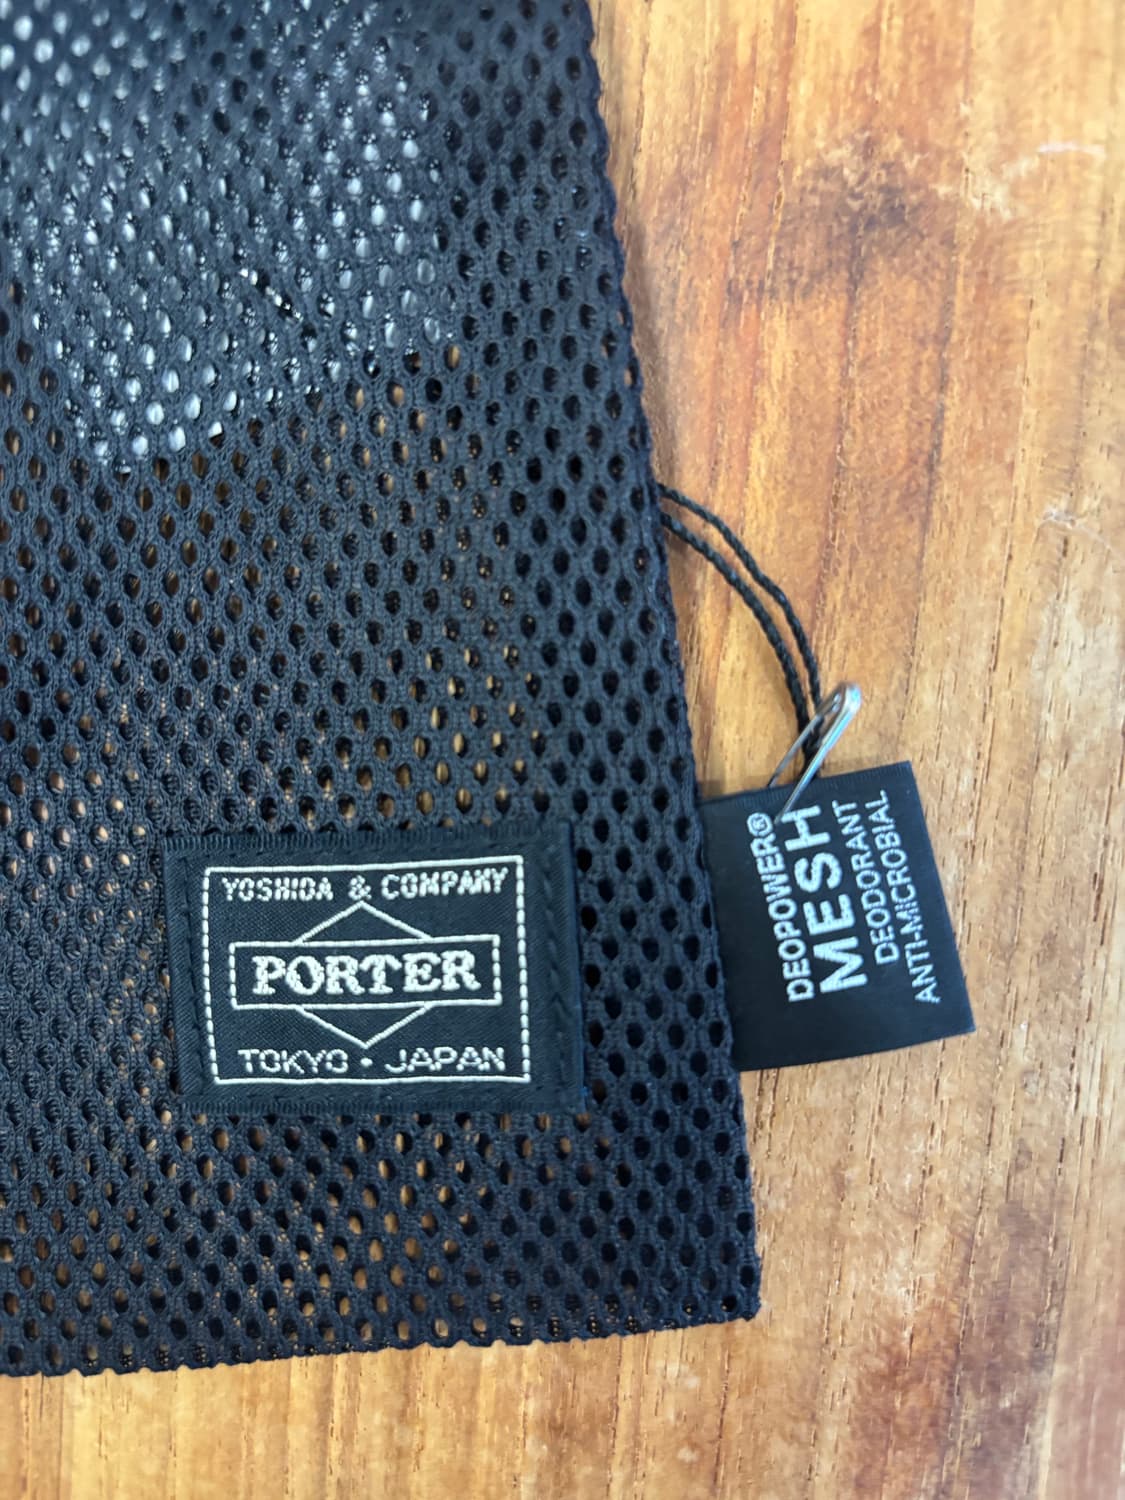 YOSHIDA & COMPANY
PORTER
TOKYO • JAPAN
DEOPOWER®
MESH
DEODORANT
ANTI-MICROBIAL